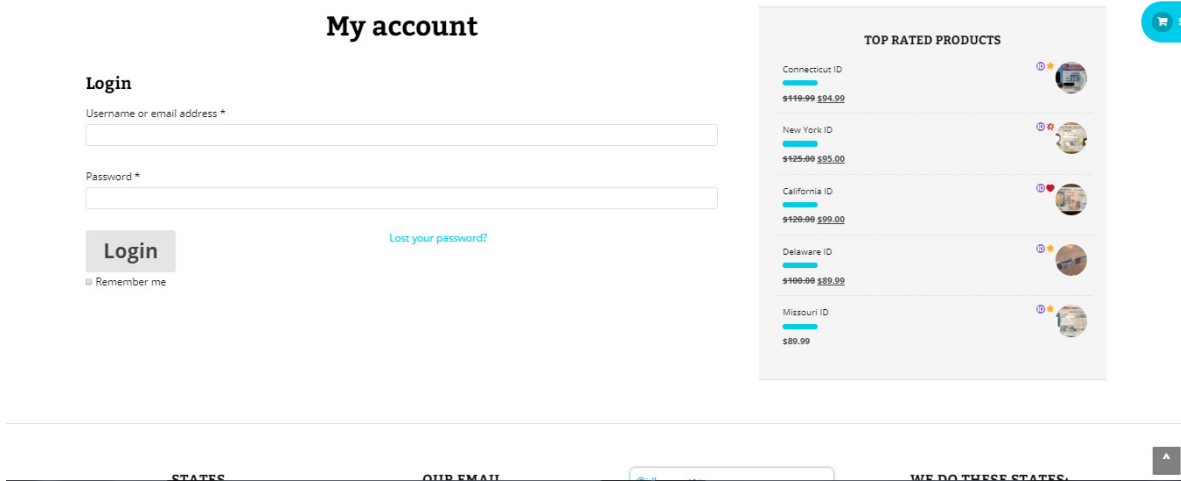 My account
Login
Username or email address *
Password *
Login
Lost your password?
Remember me
TOP RATED PRODUCTS
Connecticut ID
$119.99 $94.99
New York ID
$125.00 $95.00
California ID
$120.00 $99.00
Delaware ID
$100.00 $89.99
Missouri ID
$89.99
^
STATES
OUR EMAIL
WE DO THESE STATES: